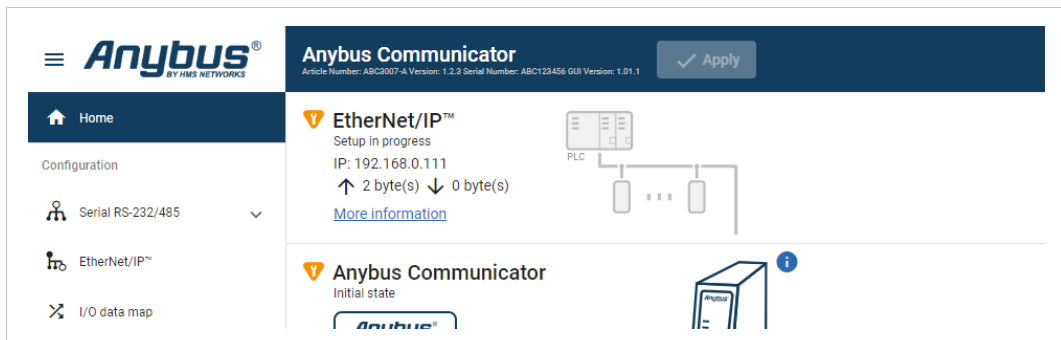 Anybus®
BY HMS NETWORKS
Anybus Communicator
Article Number: ABC3007-A Version: 1.2.3 Serial Number: ABC123456 GUI Version: 1.01.1
Apply
Home
Configuration
Serial RS-232/485
EtherNet/IP™
I/O data map
EtherNet/IP™
Setup in progress
IP: 192.168.0.111
2 byte(s) 0 byte(s)
More information
PLC
Anybus Communicator
Initial state
Anybus®
Anybus